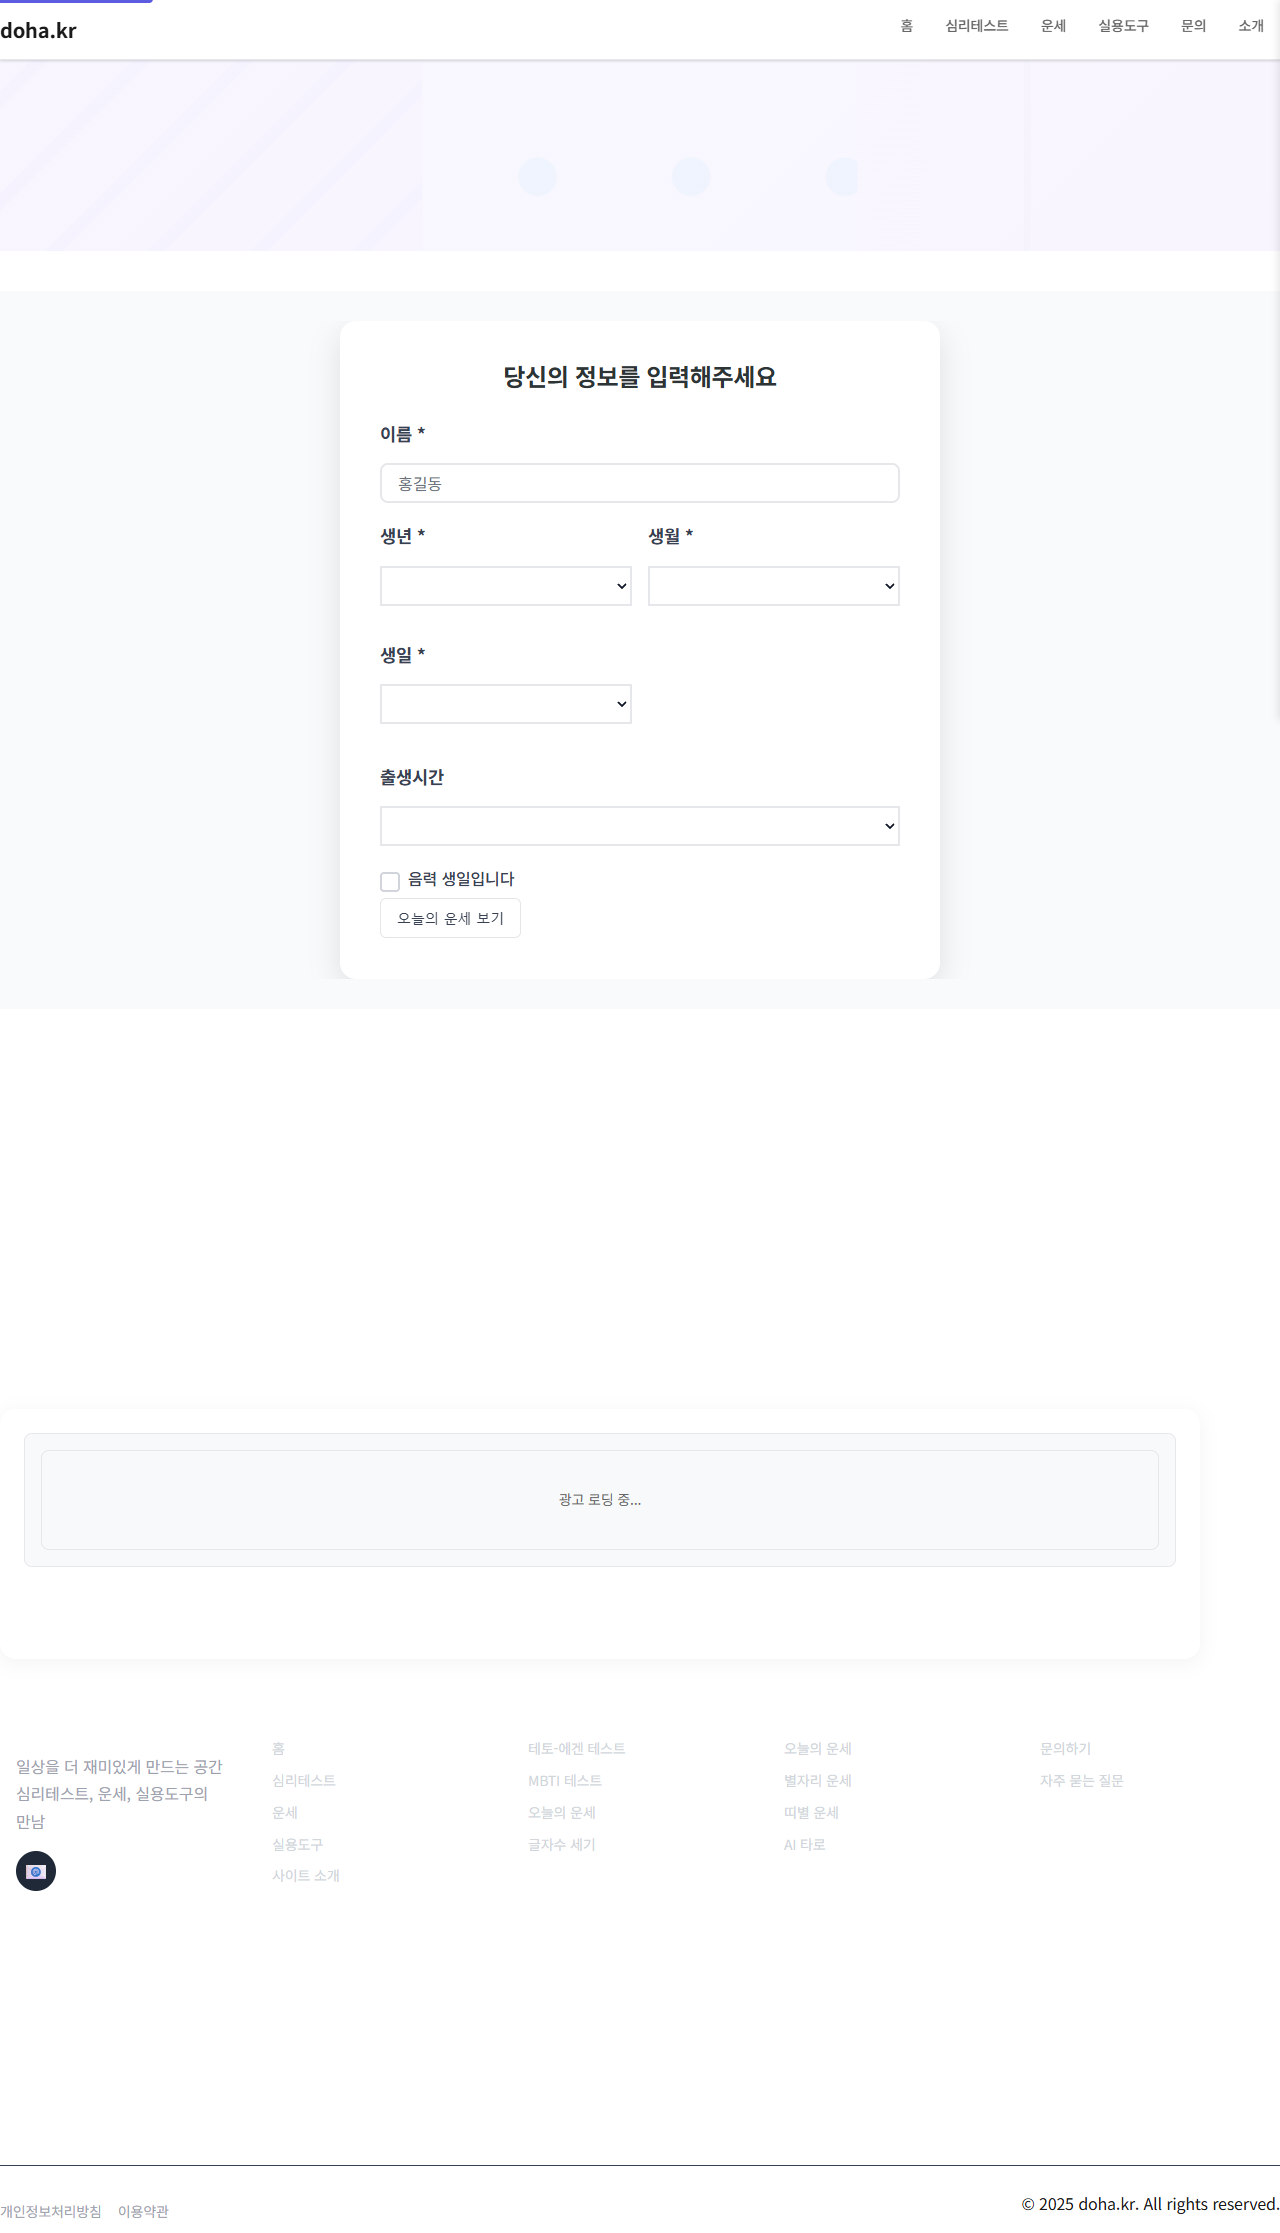 doha.kr
홈
심리테스트
운세
실용도구
문의
소개
당신의 정보를 입력해주세요
이름 *
홍길동
생년 *
생월 *
생일 *
출생시간
음력 생일입니다
오늘의 운세 보기
광고 로딩 중...
일상을 더 재미있게 만드는 공간
심리테스트, 운세, 실용도구의
만남
홈
심리테스트
운세
실용도구
사이트 소개
테토-에겐 테스트
MBTI 테스트
오늘의 운세
글자수 세기
오늘의 운세
별자리 운세
띠별 운세
AI 타로
문의하기
자주 묻는 질문
개인정보처리방침
이용약관
© 2025 doha.kr. All rights reserved.